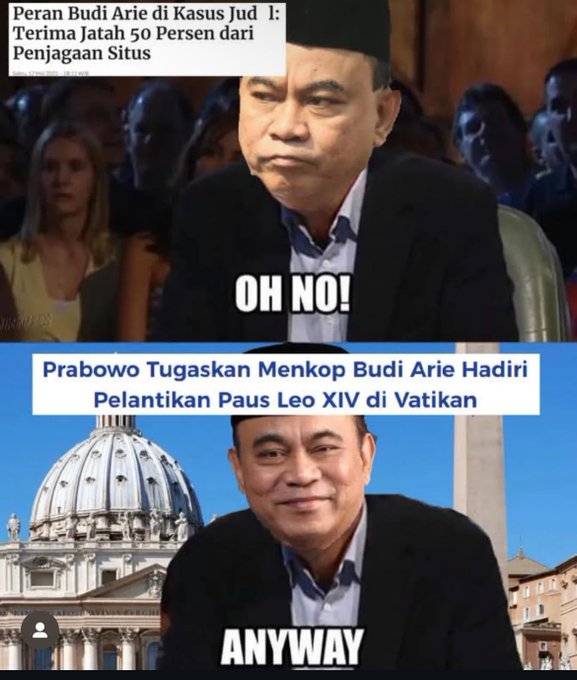 Peran Budi Arie di Kasus Jud l:
Terima Jatah 50 Persen dari
Penjagaan Situs
OH NO!
Prabowo Tugaskan Menkop Budi Arie Hadiri
Pelantikan Paus Leo XIV di Vatikan
ANYWAY